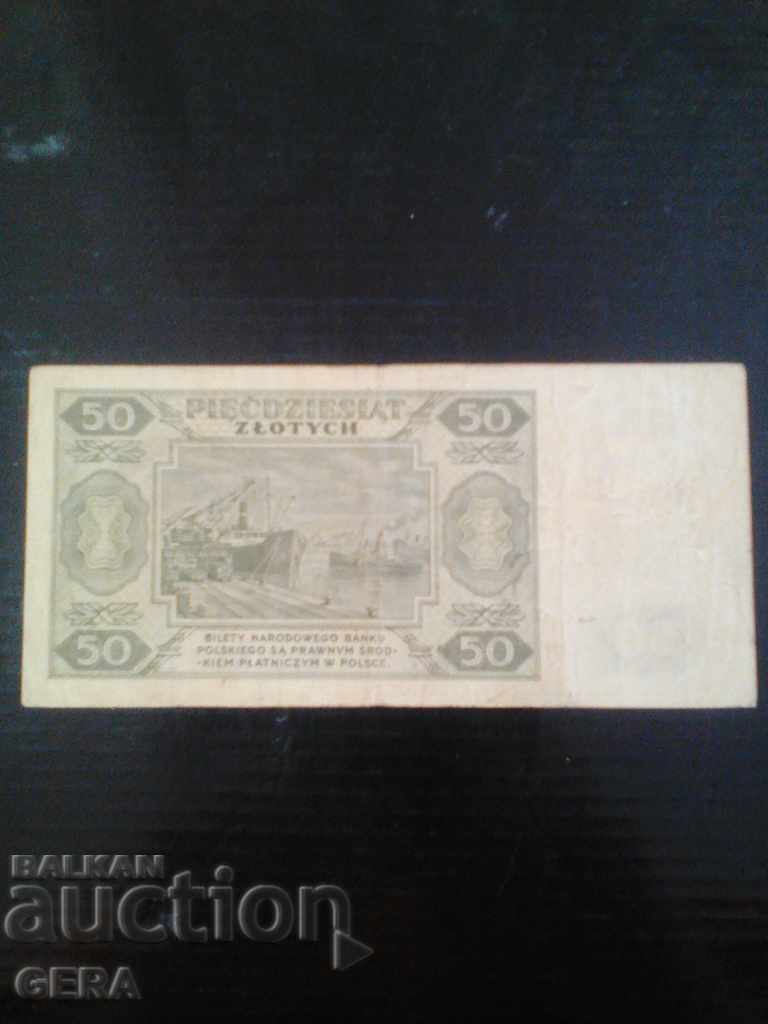 50 PIĘĆDZIESIĄT 50
ZŁOTYCH
50 BILETY NARODOWEGO BANKU 50
POLSKIEGO SĄ PRAWNYM ŚROD-
KIEM PŁATNICZYM W POLSCE
BALKAN
auction
GERA